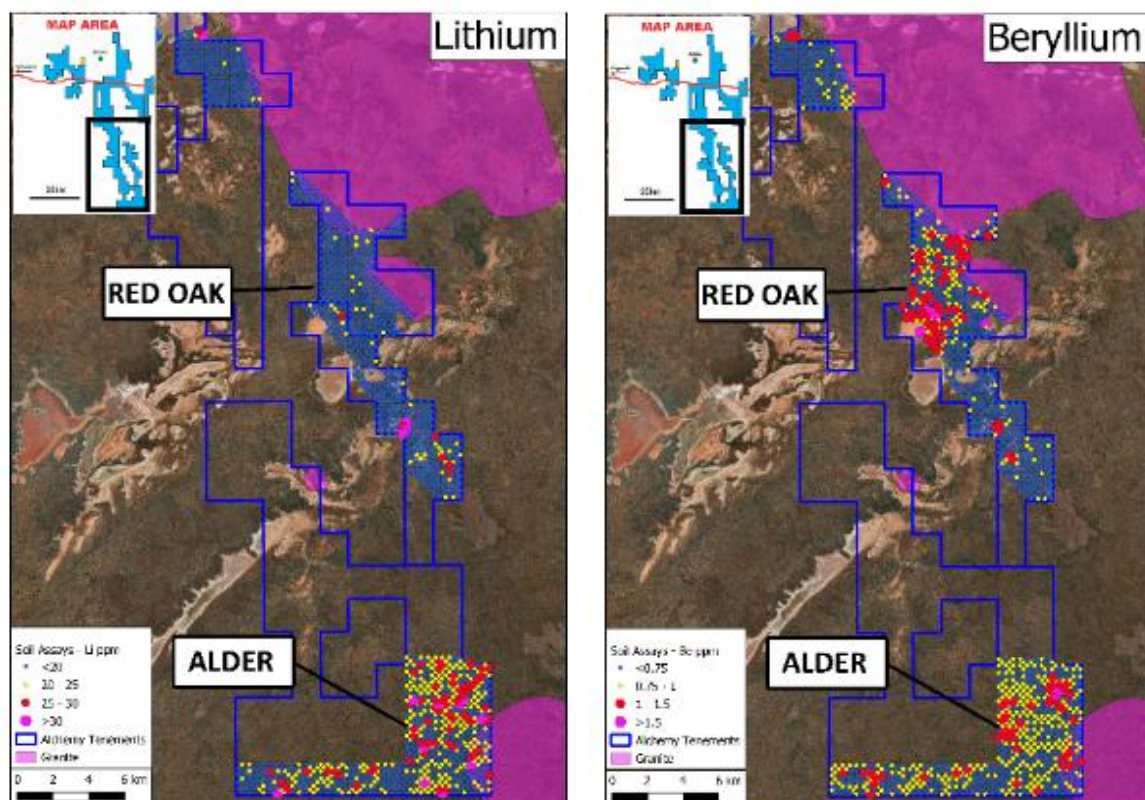 MAP AREA
Lithium
RED OAK
ALDER
Soil Assays - Li ppm
<20
20 - 25
25 - 30
>30
Alchemy Tenements
Granite
0 2 4 6 km
MAP AREA
Beryllium
RED OAK
ALDER
Soil Assays - Be ppm
<0.75
0.75 - 1
1 - 1.5
>1.5
Alchemy Tenements
Granite
0 2 4 6 km